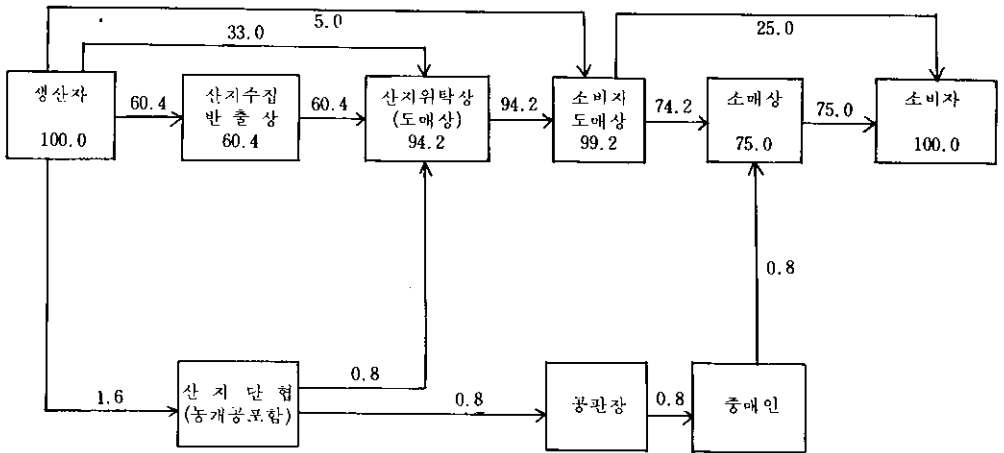 5.0
33.0
25.0
생산자
100.0
60.4
산지수집
반출상
60.4
60.4
산지위탁상
(도매상)
94.2
94.2
소비자
도매상
99.2
74.2
소매상
75.0
75.0
소비자
100.0
0.8
1.6
산지단협
(농개공포함)
0.8
0.8
공판장
0.8
중매인